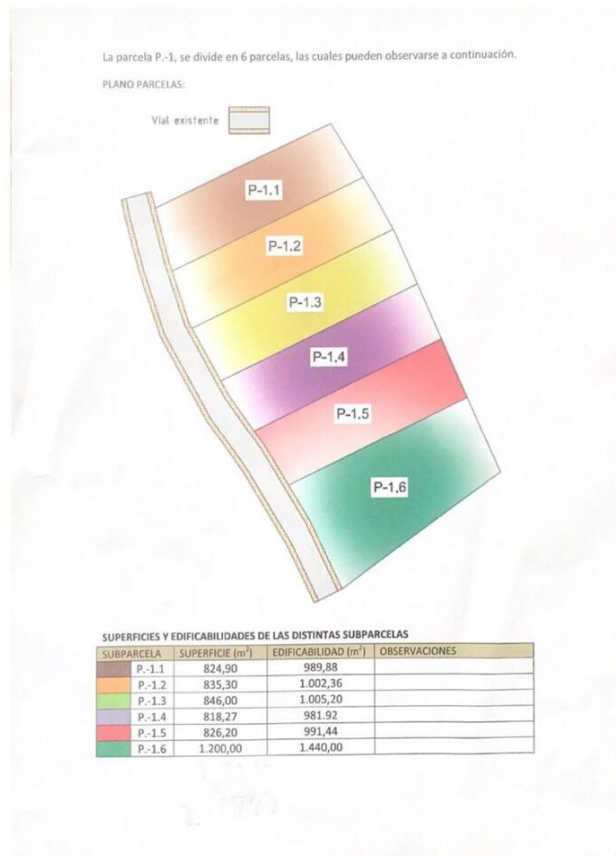 La parcela P.-1, se divide en 6 parcelas, las cuales pueden observarse a continuación.
PLANO PARCELAS:
Vial existente
P-1.1
P-1.2
P-1.3
P-1.4
P-1.5
P-1.6
SUPERFICIES Y EDIFICABILIDADES DE LAS DISTINTAS SUBPARCELAS
SUBPARCELA SUPERFICIE (m²) EDIFICABILIDAD (m²) OBSERVACIONES
P.-1.1 824,90 989,88
P.-1.2 835,30 1.002,36
P.-1.3 846,00 1.005,20
P.-1.4 818,27 981.92
P.-1.5 826,20 991,44
P.-1.6 1.200,00 1.440,00